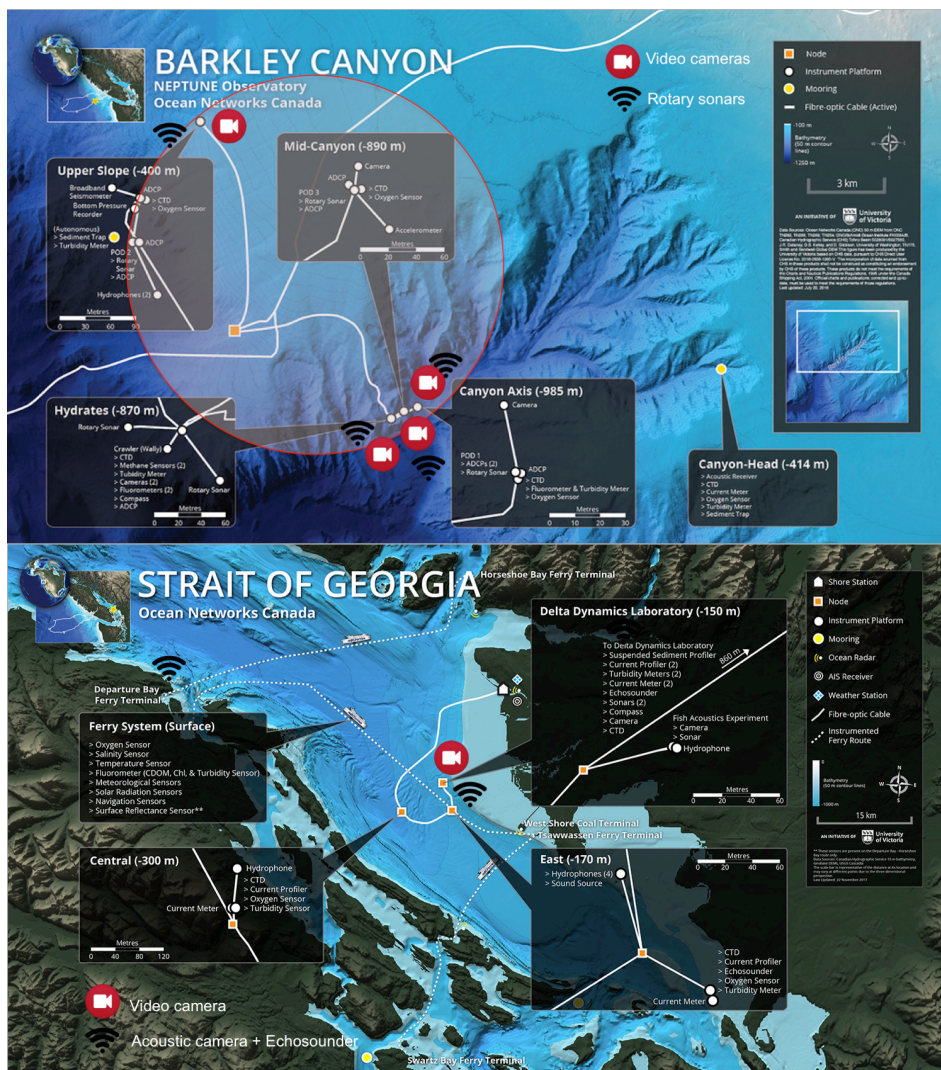 BARKLEY CANYON
NEPTUNE Observatory
Ocean Networks Canada
Video cameras
Rotary sonars
Node
Instrument Platform
Mooring
Fibre-optic Cable (Active)
-100 m
Bathymetry
(50 m contour
lines)
-1250 m
N
W
E
S
3 km
AN INITIATIVE OF
University
of Victoria
Upper Slope (-400 m)
Broadband
Seismometer
Bottom Pressure
Recorder
ADCP
> CTD
> Oxygen Sensor
(Autonomous)
> Sediment Trap
> Turbidity Meter
ADCP
> Rotary
Sonar
> ADCP
Hydrophones (2)
Metres
0 30 60 90
Mid-Canyon (-890 m)
Camera
ADCP
> CTD
> Oxygen Sensor
POD 3
> Rotary Sonar
> ADCP
Accelerometer
Metres
0 20 40 60
Hydrates (-870 m)
Rotary Sonar
Crawler (Wally)
> CTD
> Methane Sensors (2)
> Tubidity Meter
> Cameras (2)
> Fluorometers (2)
> Compass
> ADCP
Rotary Sonar
Metres
0 20 40 60
Canyon Axis (-985 m)
Camera
POD 1
> ADCPs (2)
> Rotary Sonar
ADCP
> CTD
> Fluorometer & Turbidity Meter
> Oxygen Sensor
Metres
0 10 20 30
Canyon-Head (-414 m)
> Acoustic Receiver
> CTD
> Current Meter
> Oxygen Sensor
> Turbidity Meter
> Sediment Trap
STRAIT OF GEORGIA
Ocean Networks Canada
Horseshoe Bay Ferry Terminal
Departure Bay
Ferry Terminal
Shore Station
Node
Instrument Platform
Mooring
Ocean Radar
AIS Receiver
Weather Station
Fibre-optic Cable
Instrumented
Ferry Route
0
Bathymetry
(50 m contour lines)
-1000 m
N
W
E
S
15 km
AN INITIATIVE OF
University
of Victoria
Delta Dynamics Laboratory (-150 m)
To Delta Dynamics Laboratory
> Suspended Sediment Profiler
> Current Profiler (2)
> Turbidity Meters (2)
> Current Meter (2)
> Echosounder
> Sonars (2)
> Compass
> Camera
> CTD
860 m
Fish Acoustics Experiment
> Camera
> Sonar
> Hydrophone
Metres
0 20 40 60
Ferry System (Surface)
> Oxygen Sensor
> Salinity Sensor
> Temperature Sensor
> Fluorometer (CDOM, Chl, & Turbidity Sensor)
> Meteorological Sensors
> Solar Radiation Sensors
> Navigation Sensors
> Surface Reflectance Sensor**
West Shore Coal Terminal
Tsawwassen Ferry Terminal
Central (-300 m)
Hydrophone
> CTD
> Current Profiler
> Oxygen Sensor
> Turbidity Sensor
Current Meter
Metres
0 40 80 120
East (-170 m)
> Hydrophones (4)
> Sound Source
> CTD
> Current Profiler
> Echosounder
> Oxygen Sensor
> Turbidity Meter
Current Meter
Metres
0 20 40 60
Video camera
Acoustic camera + Echosounder
Swartz Bay Ferry Terminal